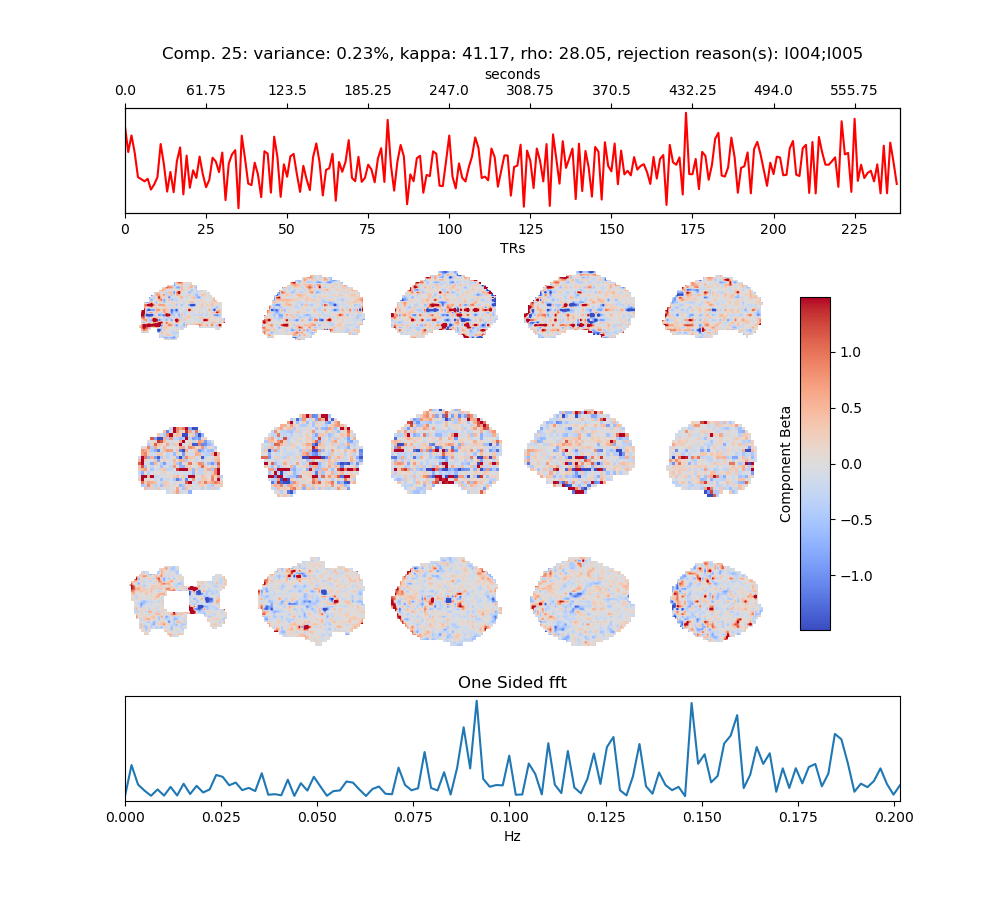 Comp. 25: variance: 0.23%, kappa: 41.17, rho: 28.05, rejection reason(s): I004;I005
seconds
0.0 61.75 123.5 185.25 247.0 308.75 370.5 432.25 494.0 555.75
0 25 50 75 100 125 150 175 200 225
TRs
1.0
0.5
0.0
−0.5
−1.0
Component Beta
One Sided fft
0.000 0.025 0.050 0.075 0.100 0.125 0.150 0.175 0.200
Hz